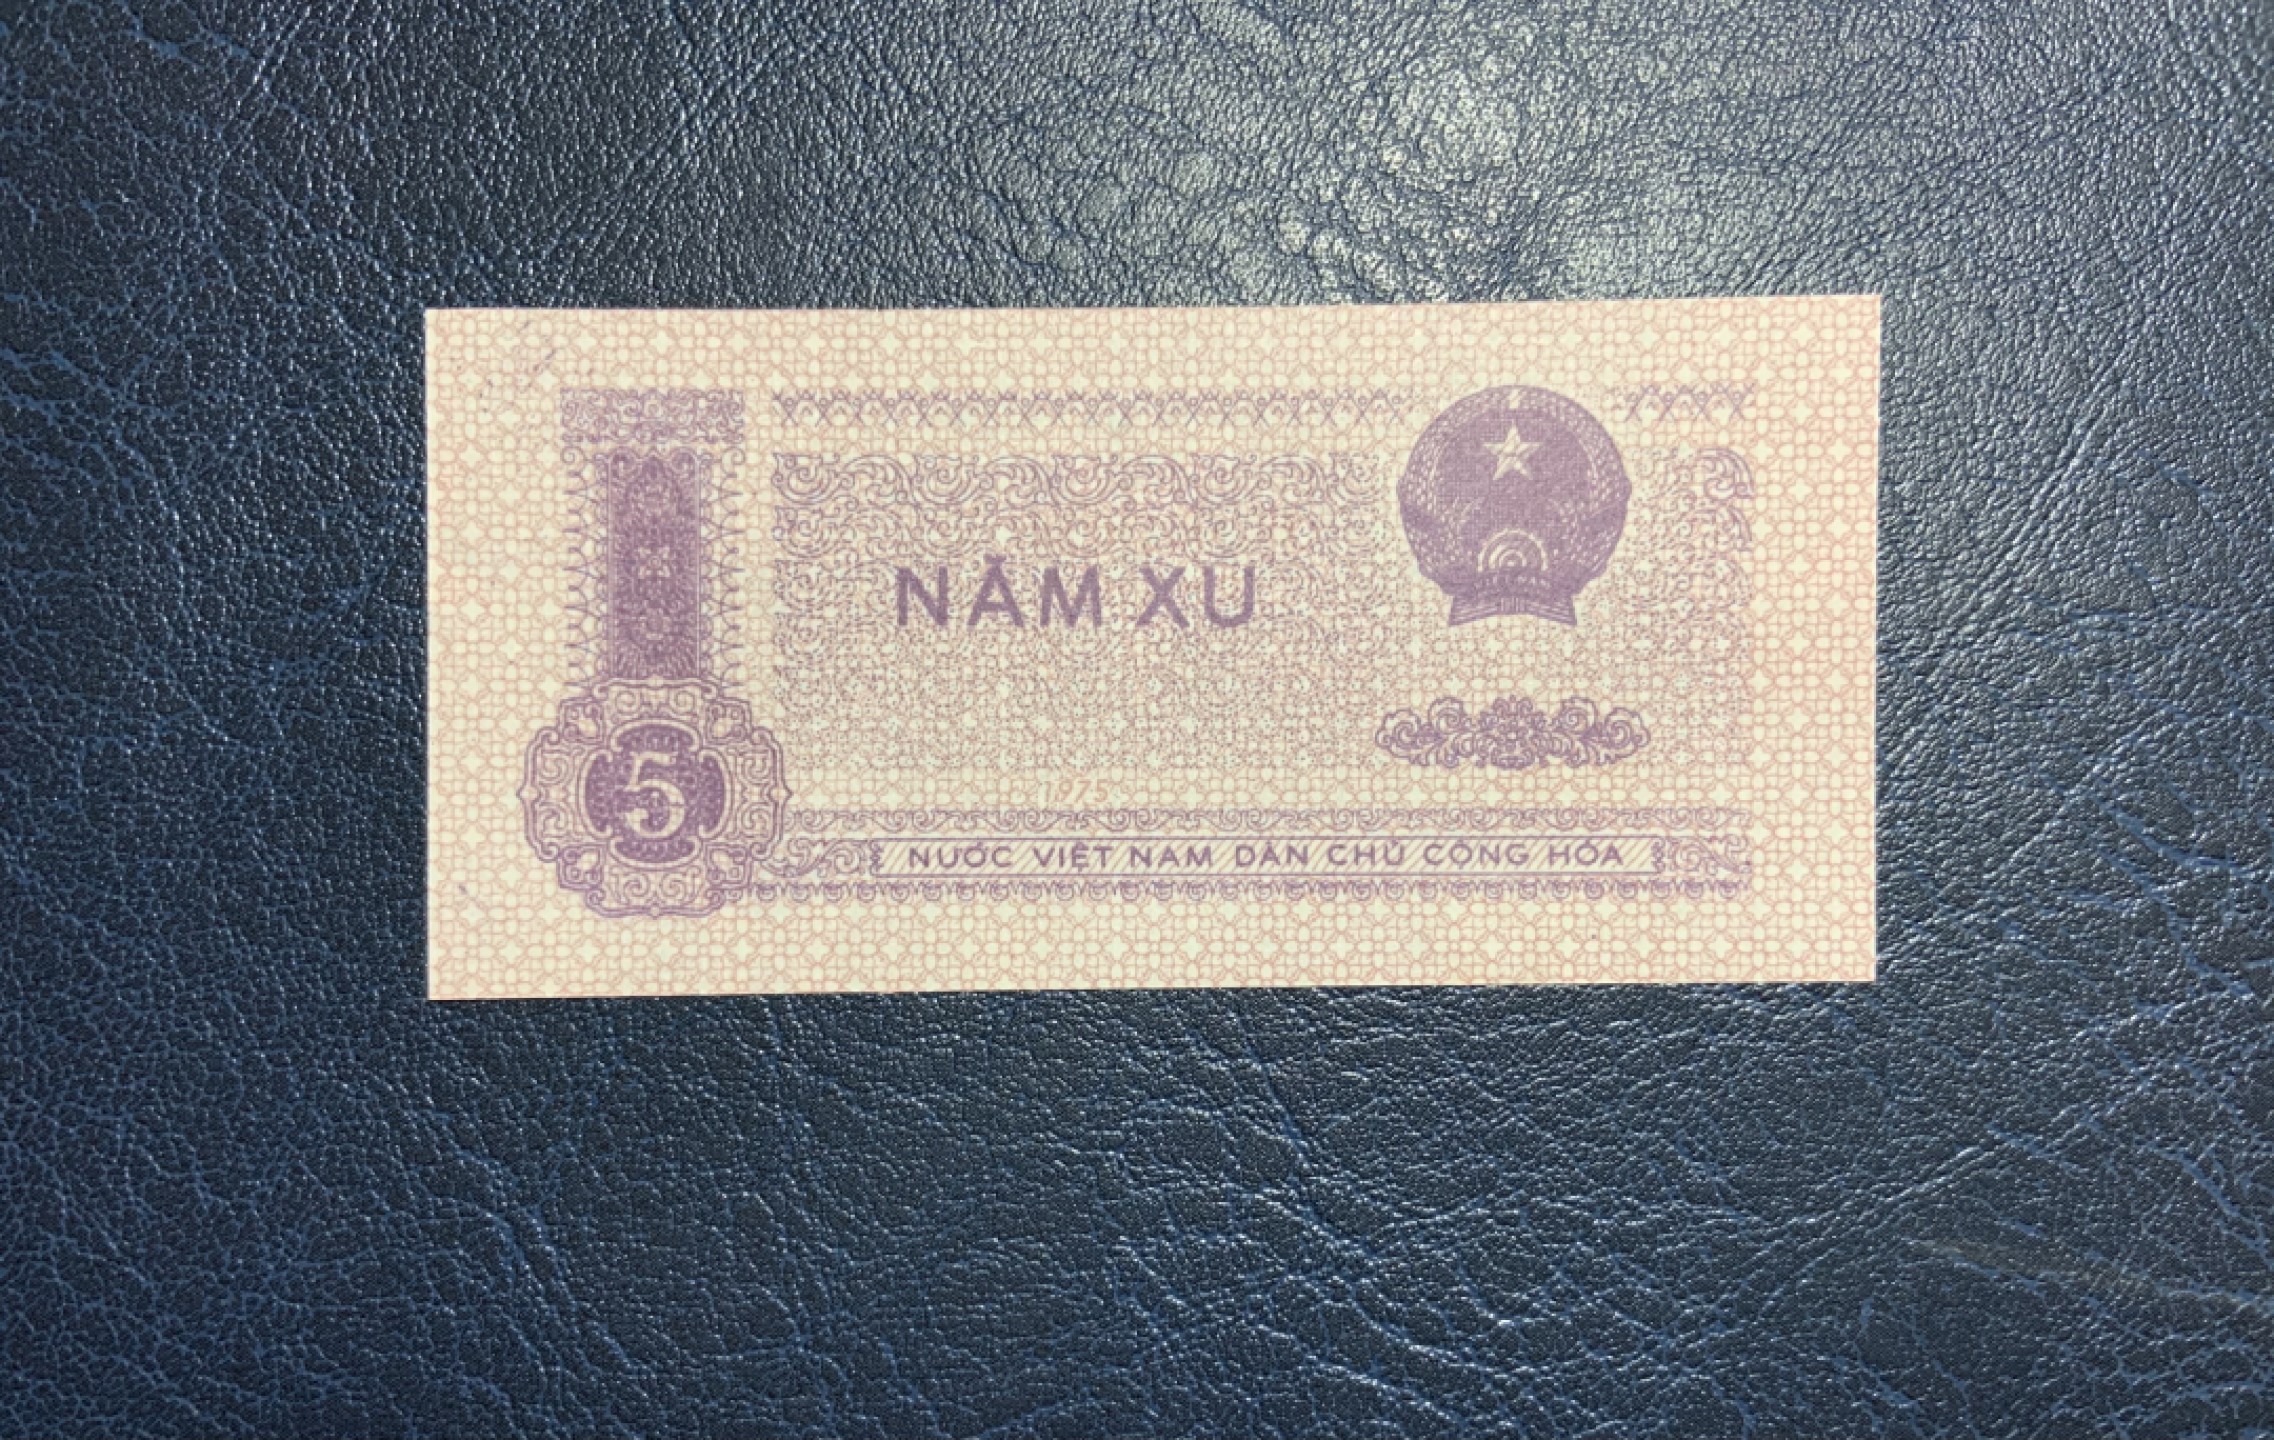 NĂM XU
5
1975
NƯỚC VIỆT NAM DÂN CHỦ CỘNG HÒA